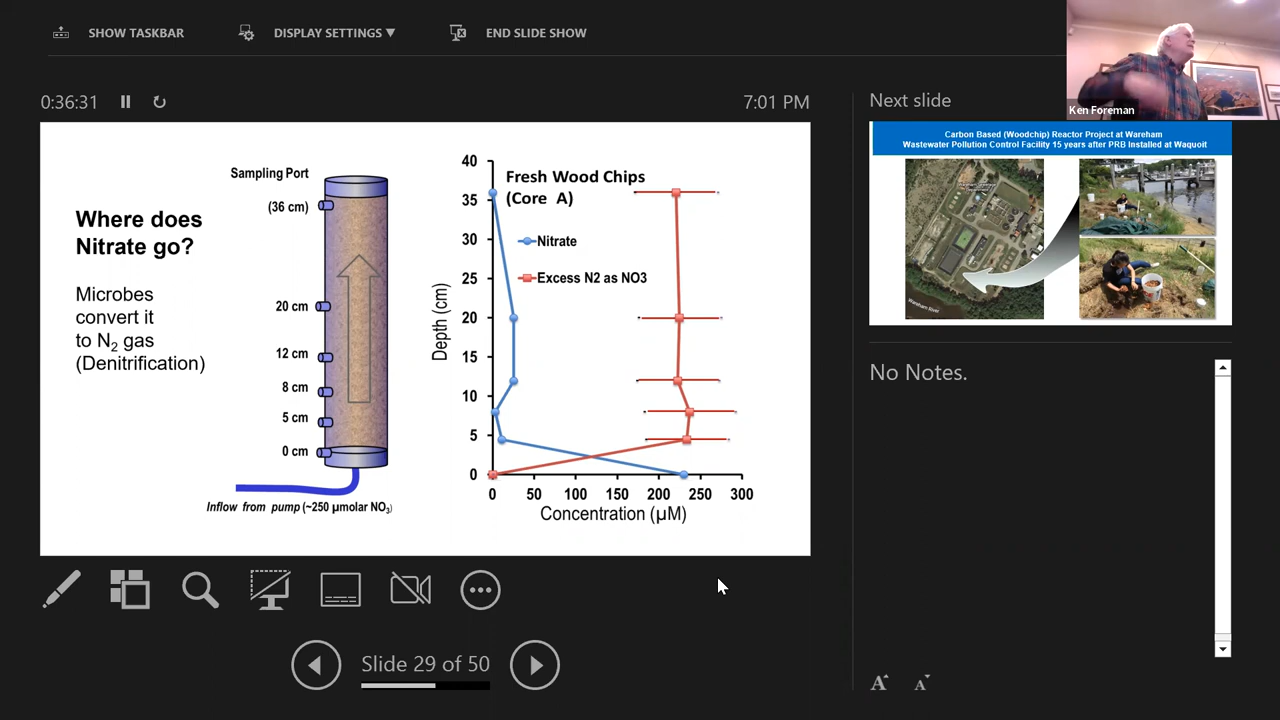 SHOW TASKBAR
DISPLAY SETTINGS ▼
END SLIDE SHOW
Ken Foreman
0:36:31
7:01 PM
Next slide
Carbon Based (Woodchip) Reactor Project at Wareham
Wastewater Pollution Control Facility 15 years after PRB Installed at Waquoit
Wareham River
No Notes.
Where does
Nitrate go?
Microbes
convert it
to N2 gas
(Denitrification)
Sampling Port
(36 cm)
20 cm
12 cm
8 cm
5 cm
0 cm
Inflow from pump (~250 µmolar NO3)
Fresh Wood Chips
(Core A)
Nitrate
Excess N2 as NO3
Depth (cm)
40
35
30
25
20
15
10
5
0
0 50 100 150 200 250 300
Concentration (µM)
Slide 29 of 50
A A